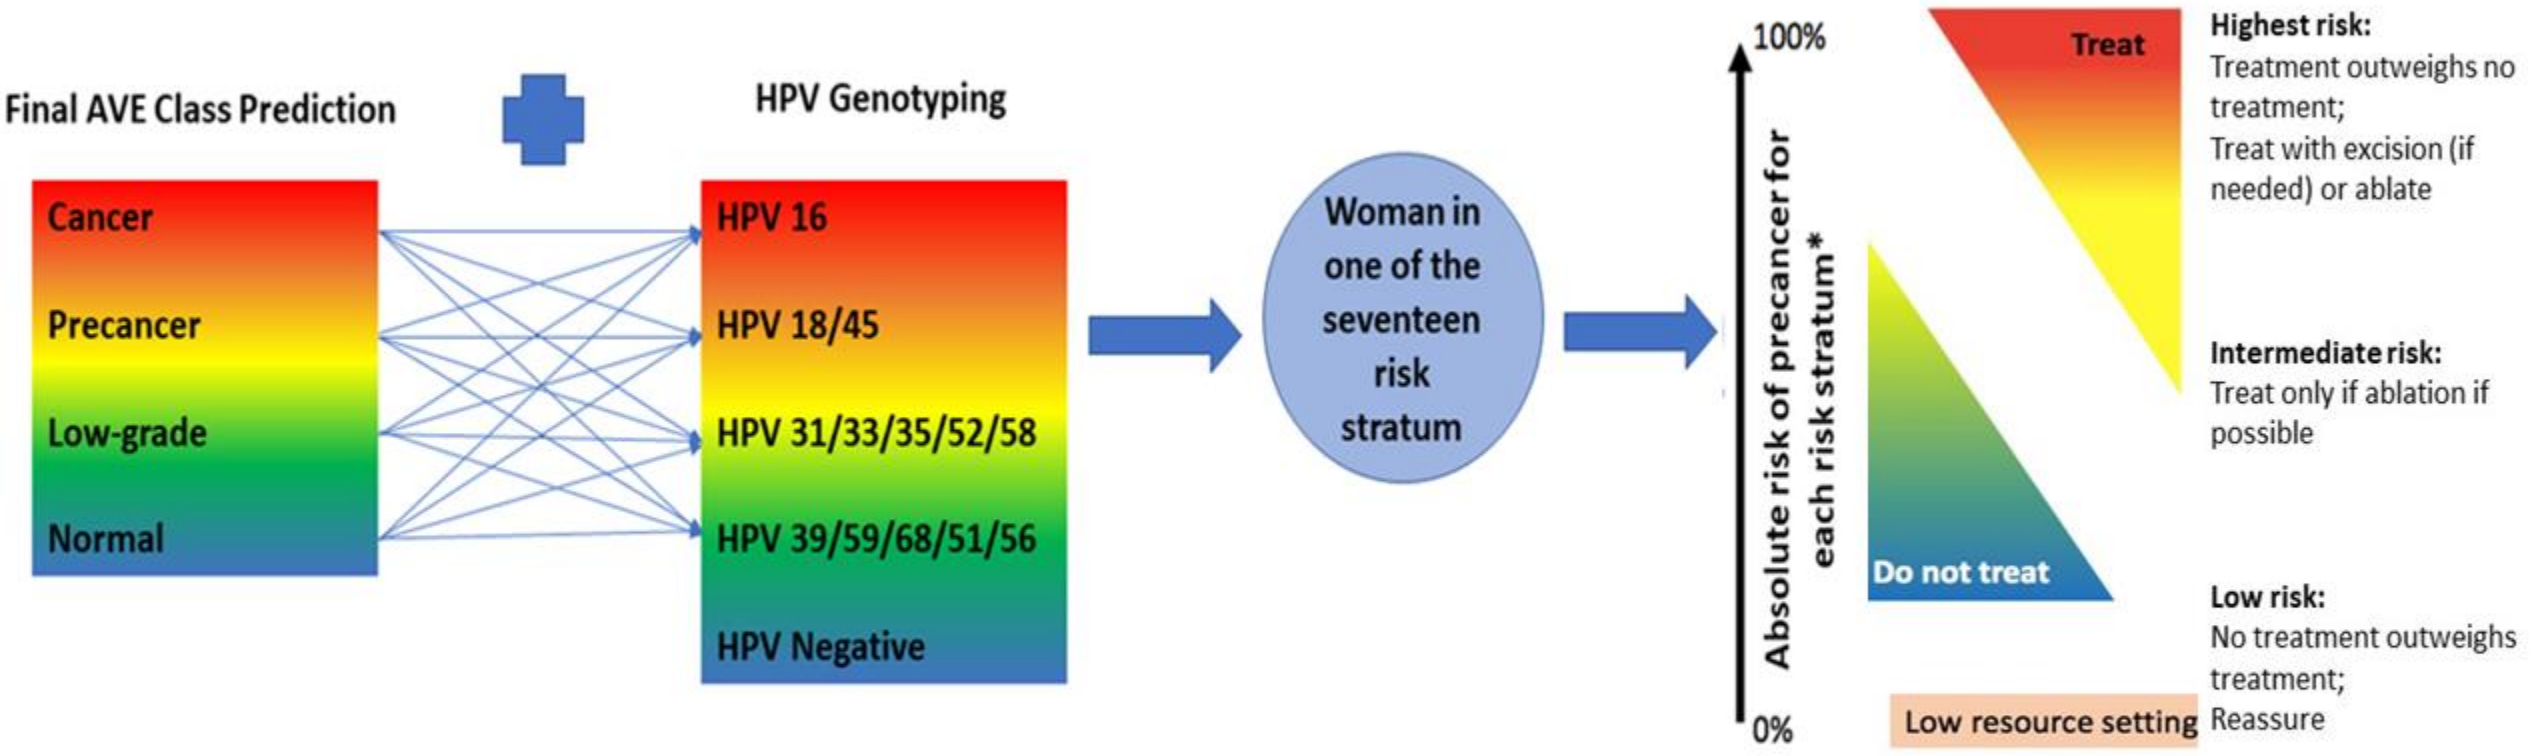 Final AVE Class Prediction
Cancer
Precancer
Low-grade
Normal
HPV Genotyping
HPV 16
HPV 18/45
HPV 31/33/35/52/58
HPV 39/59/68/51/56
HPV Negative
Woman in
one of the
seventeen
risk
stratum
100%
Absolute risk of precancer for
each risk stratum*
0%
Treat
Do not treat
Low resource setting
Highest risk:
Treatment outweighs no
treatment;
Treat with excision (if
needed) or ablate
Intermediate risk:
Treat only if ablation if
possible
Low risk:
No treatment outweighs
treatment;
Reassure